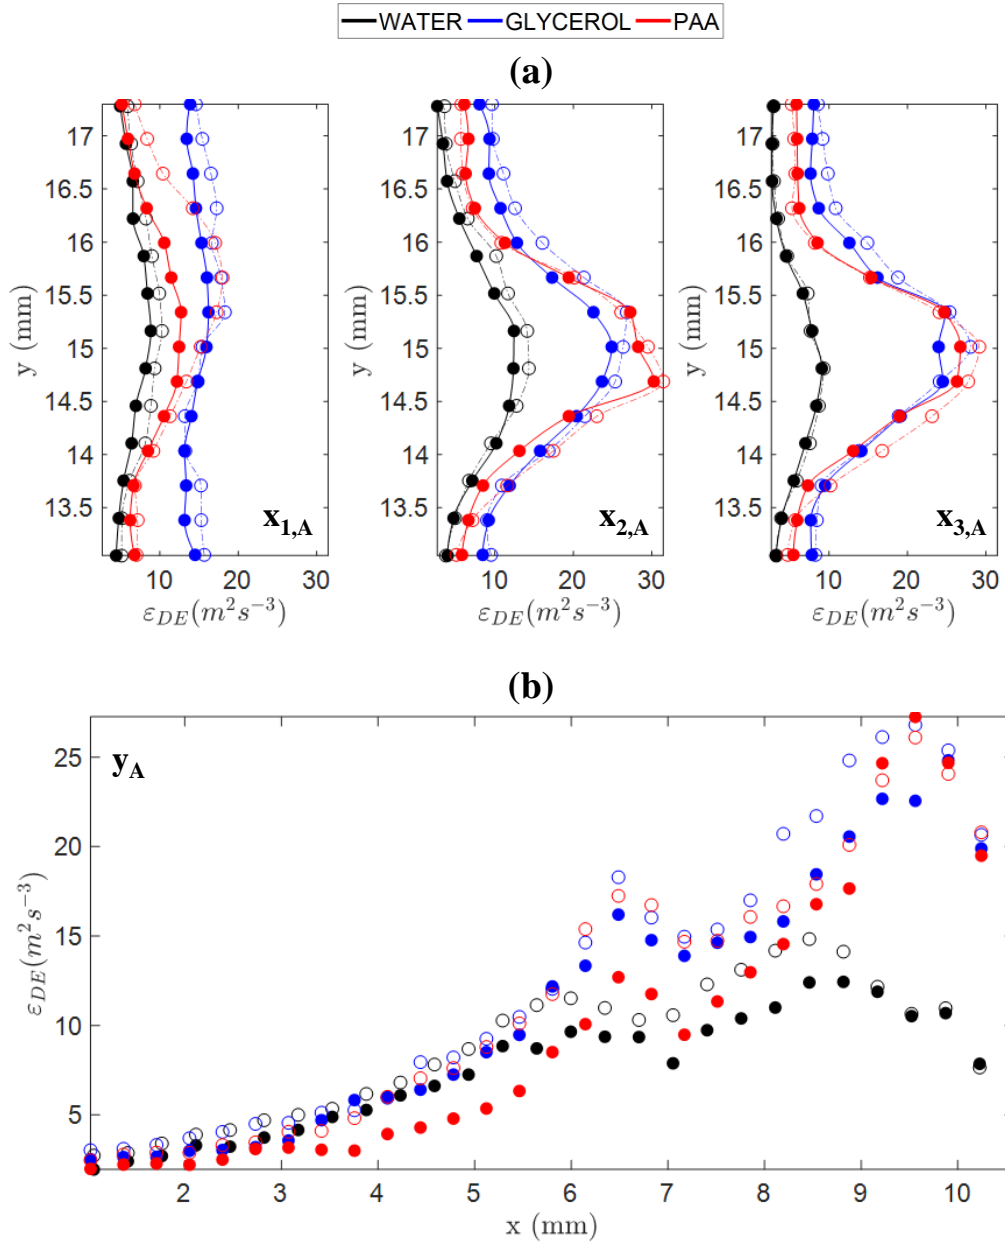 WATER GLYCEROL PAA
(a)
17
16.5
16
15.5
15
14.5
14
13.5
y (mm)
x1,A
10 20 30
εDE(m²s⁻³)
17
16.5
16
15.5
15
14.5
14
13.5
y (mm)
x2,A
10 20 30
εDE(m²s⁻³)
17
16.5
16
15.5
15
14.5
14
13.5
y (mm)
x3,A
10 20 30
εDE(m²s⁻³)
(b)
yA
25
20
15
10
5
εDE(m²s⁻³)
2 3 4 5 6 7 8 9 10
x (mm)